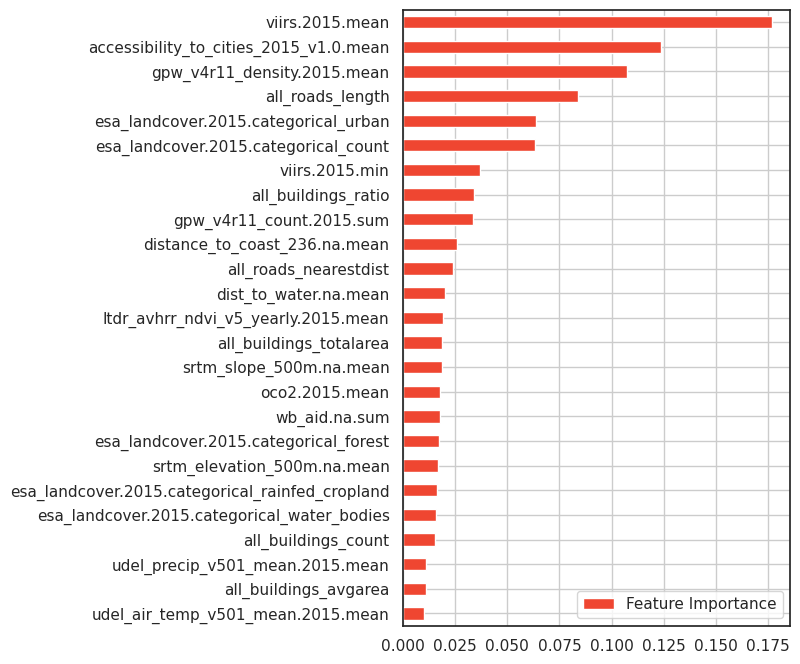 viirs.2015.mean
accessibility_to_cities_2015_v1.0.mean
gpw_v4r11_density.2015.mean
all_roads_length
esa_landcover.2015.categorical_urban
esa_landcover.2015.categorical_count
viirs.2015.min
all_buildings_ratio
gpw_v4r11_count.2015.sum
distance_to_coast_236.na.mean
all_roads_nearestdist
dist_to_water.na.mean
ltdr_avhrr_ndvi_v5_yearly.2015.mean
all_buildings_totalarea
srtm_slope_500m.na.mean
oco2.2015.mean
wb_aid.na.sum
esa_landcover.2015.categorical_forest
srtm_elevation_500m.na.mean
esa_landcover.2015.categorical_rainfed_cropland
esa_landcover.2015.categorical_water_bodies
all_buildings_count
udel_precip_v501_mean.2015.mean
all_buildings_avgarea
udel_air_temp_v501_mean.2015.mean
Feature Importance
0.000 0.025 0.050 0.075 0.100 0.125 0.150 0.175